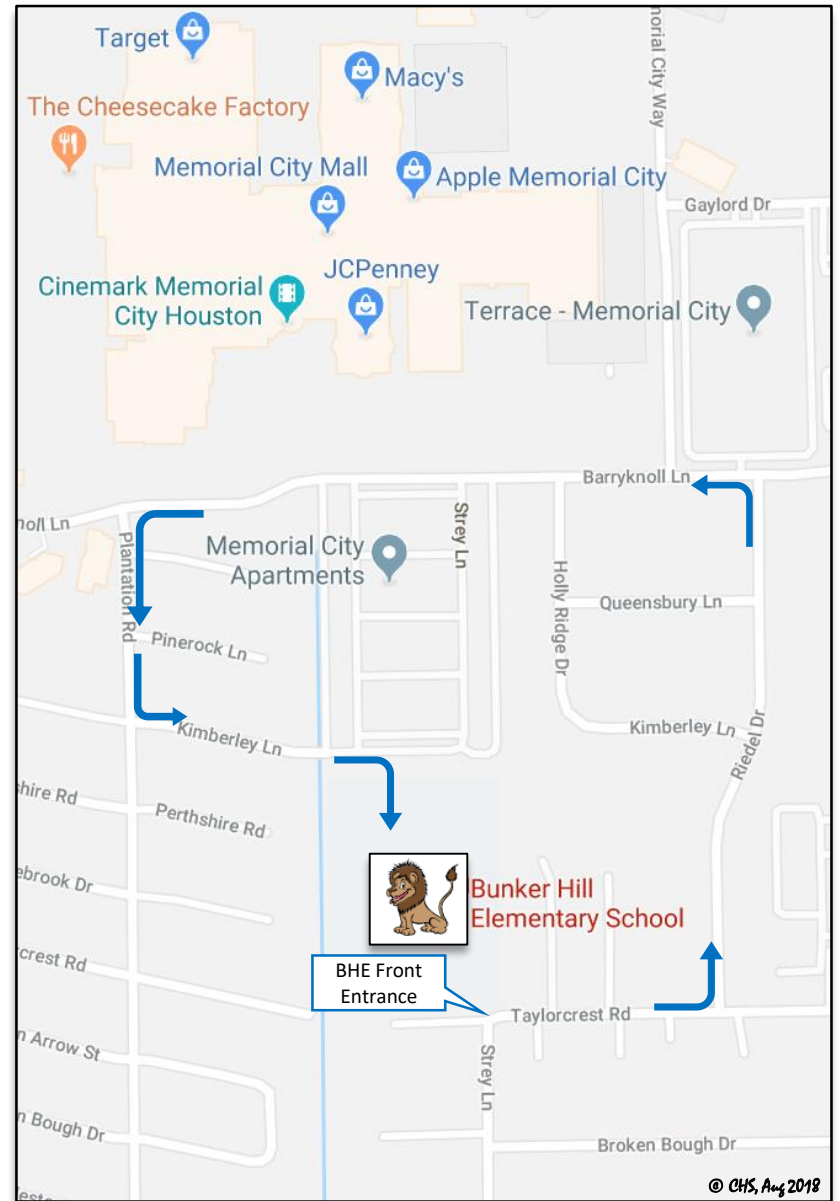 Target
Macy's
norial City Way
The Cheesecake Factory
Memorial City Mall
Apple Memorial City
Gaylord Dr
JCPenney
Cinemark Memorial
City Houston
Terrace - Memorial City
Barryknoll Ln
noll Ln
Plantation Rd
Memorial City
Apartments
Strey Ln
Holly Ridge Dr
Queensbury Ln
Pinerock Ln
Kimberley Ln
Kimberley Ln
Riedel Dr
shire Rd
Perthshire Rd
ebrook Dr
Bunker Hill
Elementary School
rcrest Rd
BHE Front
Entrance
Taylorcrest Rd
n Arrow St
Strey Ln
n Bough Dr
Broken Bough Dr
© CHS, Aug 2018